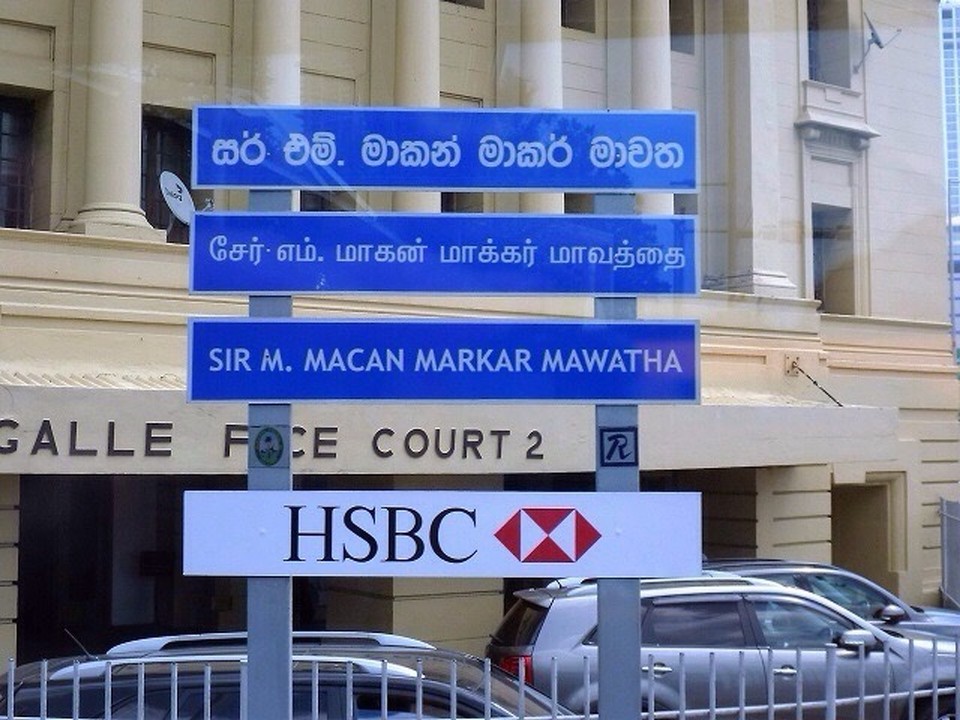 සර් එම්. මාකන් මාකර් මාවත
சேர் எம். மாகன் மாக்கர் மாவத்தை
SIR M. MACAN MARKAR MAWATHA
GALLE F CE COURT 2
R
HSBC